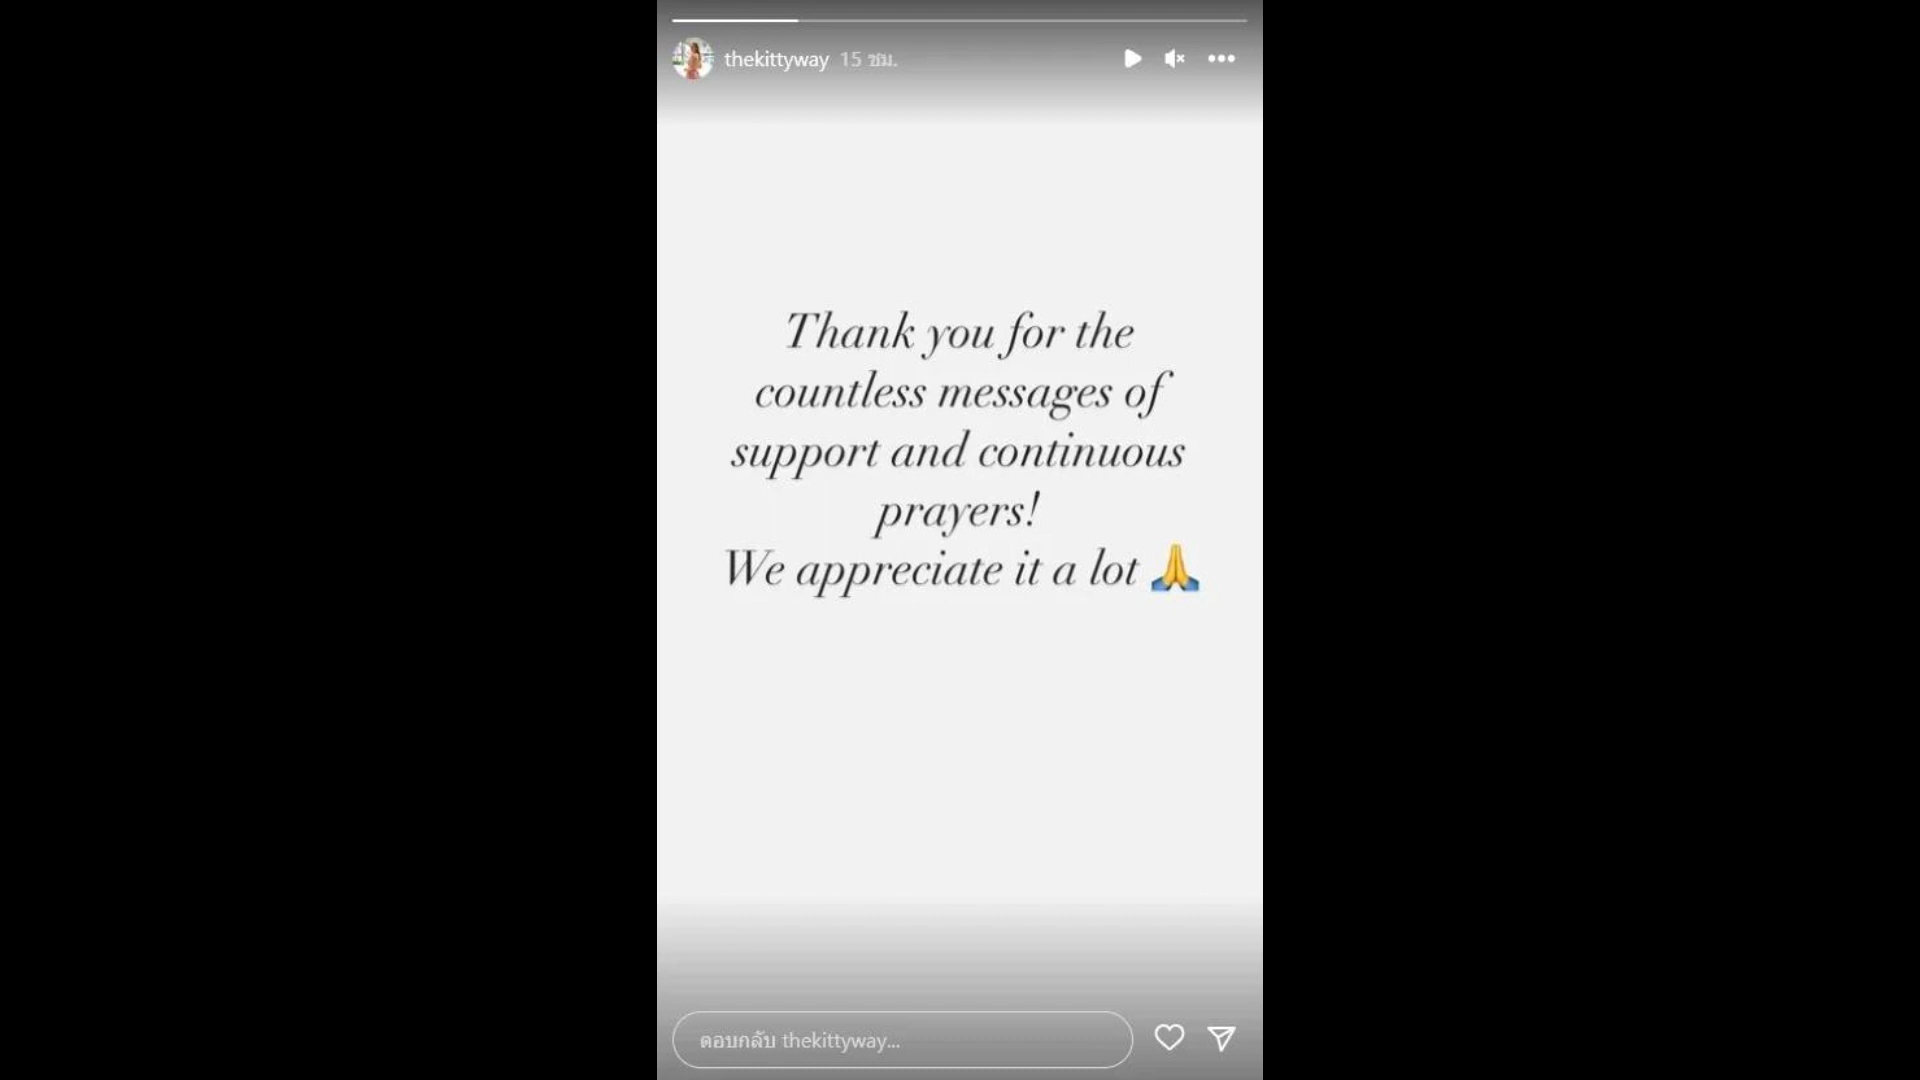 thekittyway 15 ชม.
Thank you for the
countless messages of
support and continuous
prayers!
We appreciate it a lot 🙏
ตอบกลับ thekittyway...